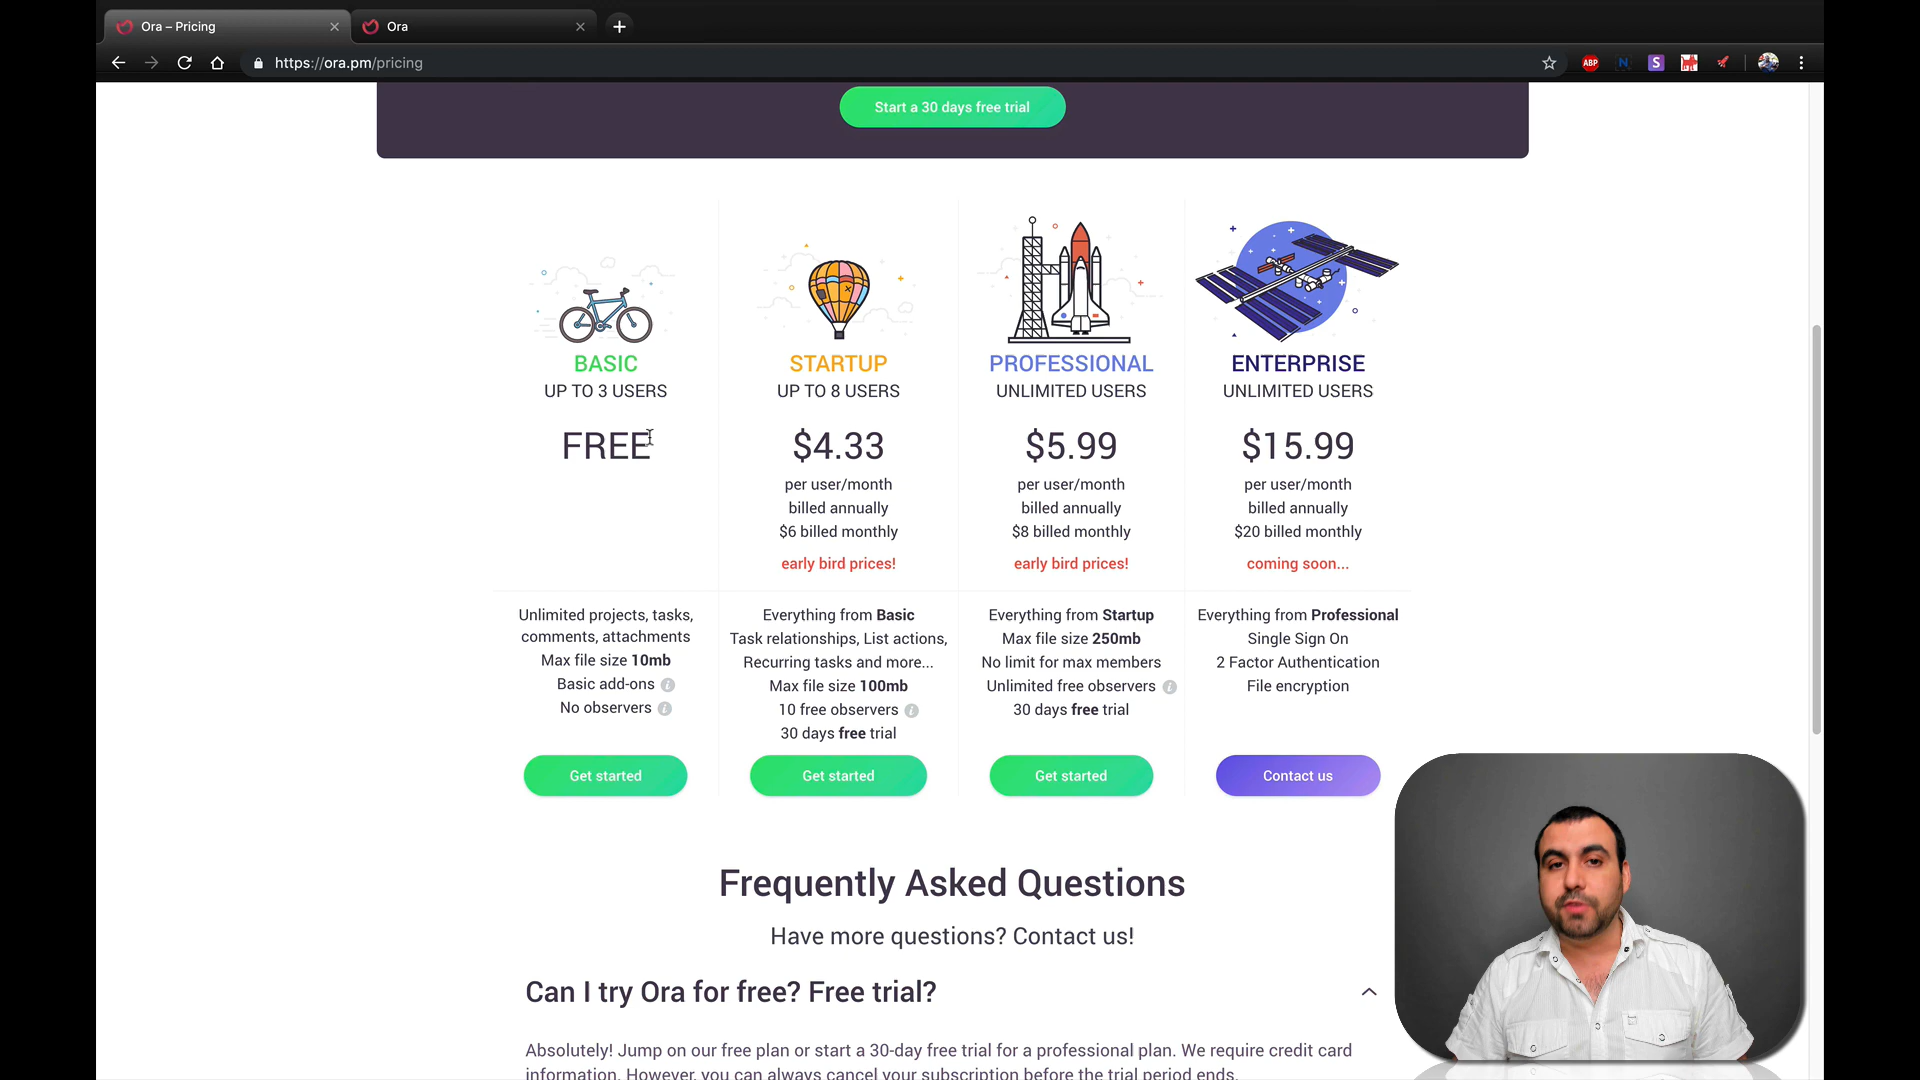 Ora – Pricing
Ora
https://ora.pm/pricing
ABP
N
S
Start a 30 days free trial
BASIC
UP TO 3 USERS
FREE
Unlimited projects, tasks,
comments, attachments
Max file size 10mb
Basic add-ons i
No observers i
Get started
STARTUP
UP TO 8 USERS
$4.33
per user/month
billed annually
$6 billed monthly
early bird prices!
Everything from Basic
Task relationships, List actions,
Recurring tasks and more...
Max file size 100mb
10 free observers i
30 days free trial
Get started
PROFESSIONAL
UNLIMITED USERS
$5.99
per user/month
billed annually
$8 billed monthly
early bird prices!
Everything from Startup
Max file size 250mb
No limit for max members
Unlimited free observers i
30 days free trial
Get started
ENTERPRISE
UNLIMITED USERS
$15.99
per user/month
billed annually
$20 billed monthly
coming soon...
Everything from Professional
Single Sign On
2 Factor Authentication
File encryption
Contact us
Frequently Asked Questions
Have more questions? Contact us!
Can I try Ora for free? Free trial?
Absolutely! Jump on our free plan or start a 30-day free trial for a professional plan. We require credit card
information. However, you can always cancel your subscription before the trial period ends.